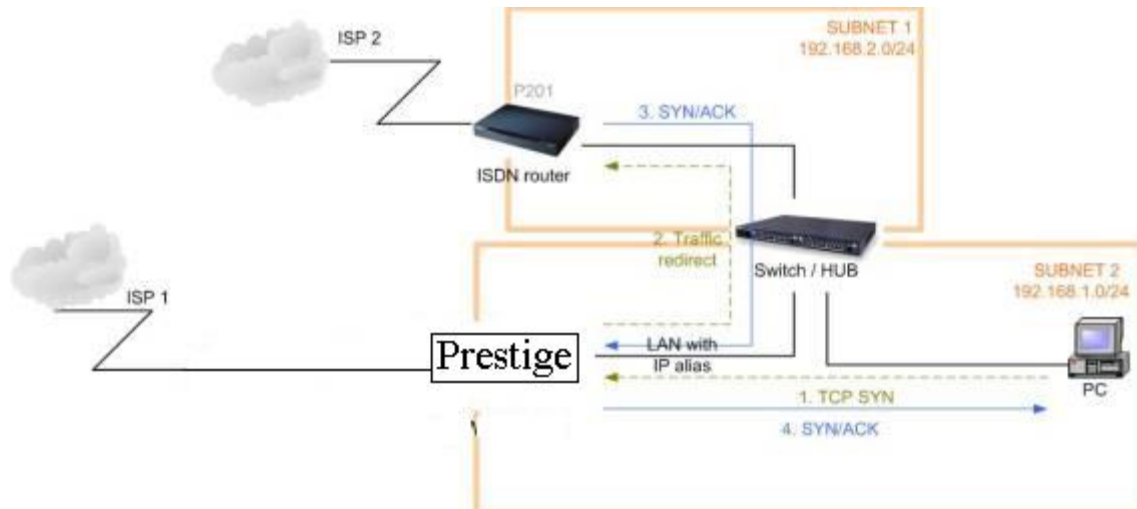 ISP 2
SUBNET 1
192.168.2.0/24
P201
3. SYN/ACK
ISDN router
2. Traffic
redirect
Switch / HUB
SUBNET 2
192.168.1.0/24
ISP 1
Prestige
LAN with
IP alias
PC
1. TCP SYN
4. SYN/ACK